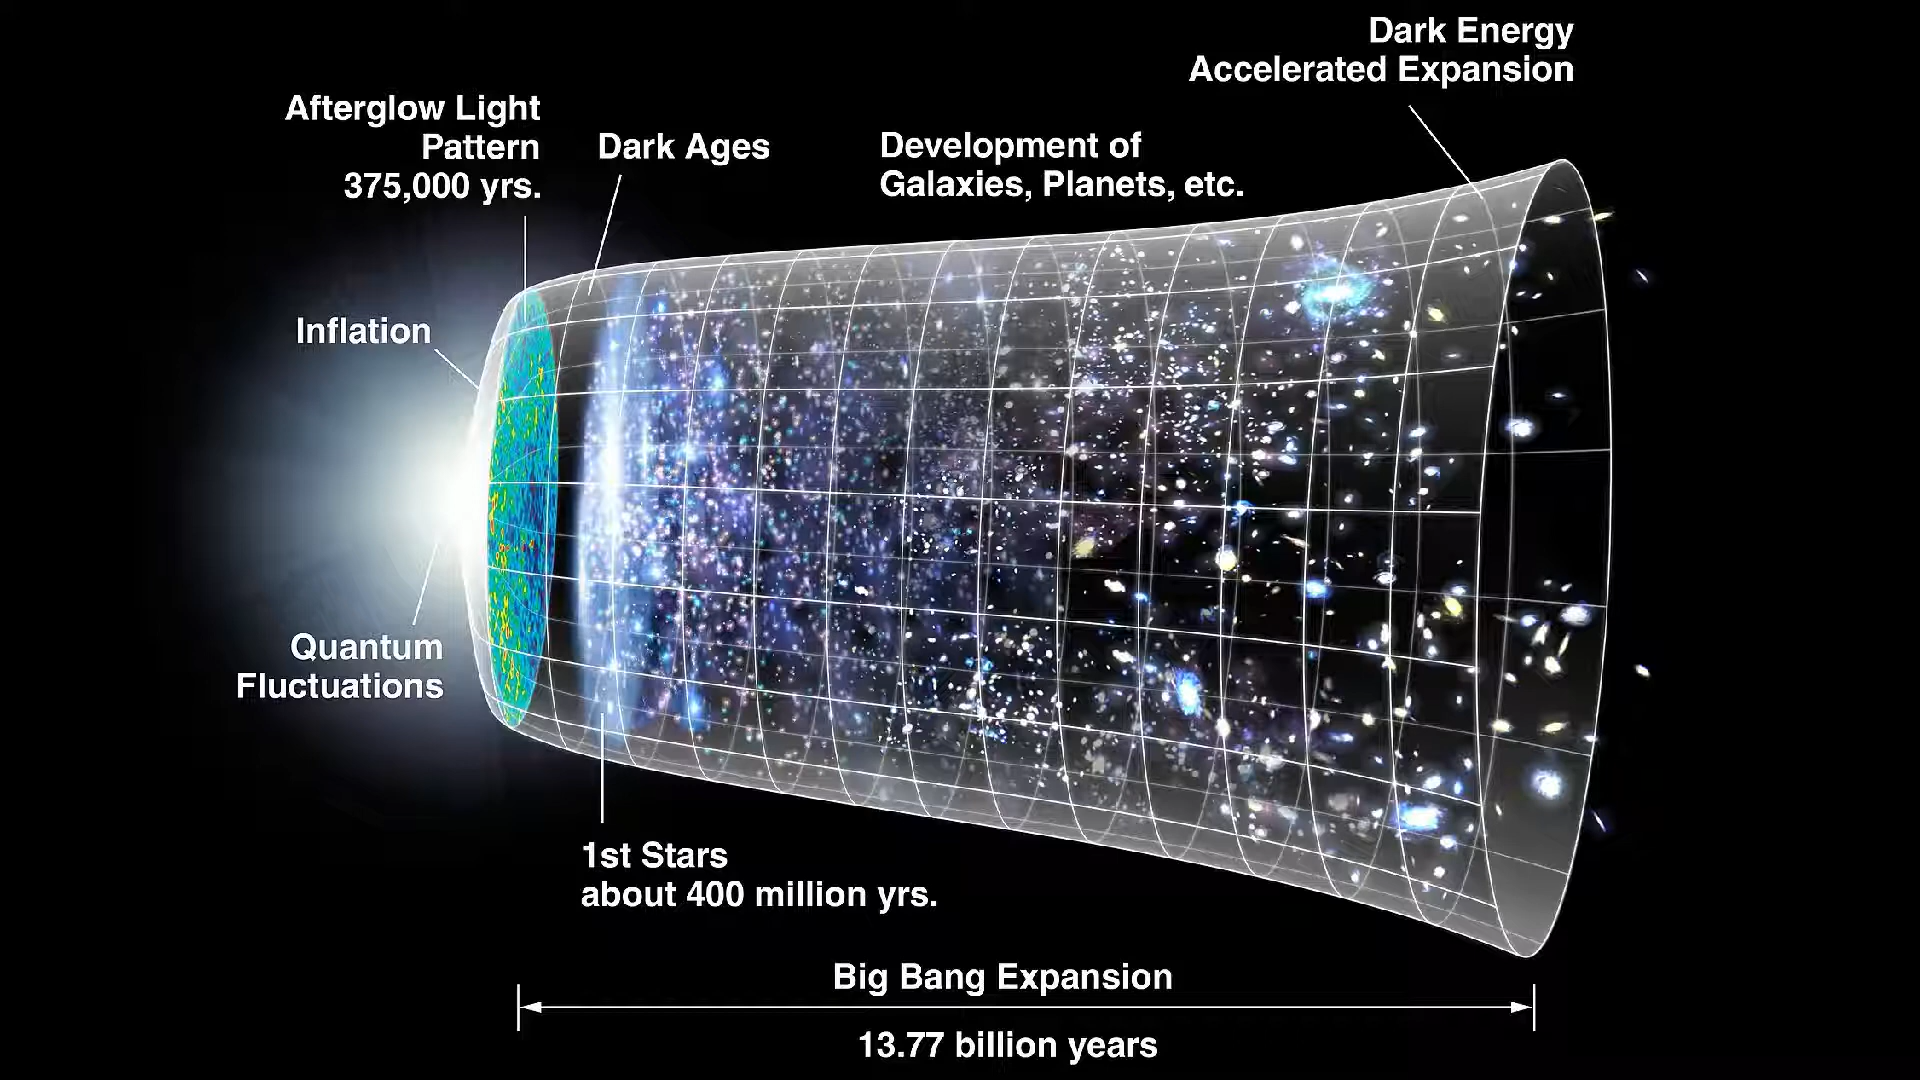 Dark Energy
Accelerated Expansion
Afterglow Light
Pattern
375,000 yrs.
Dark Ages
Development of
Galaxies, Planets, etc.
Inflation
Quantum
Fluctuations
1st Stars
about 400 million yrs.
Big Bang Expansion
13.77 billion years